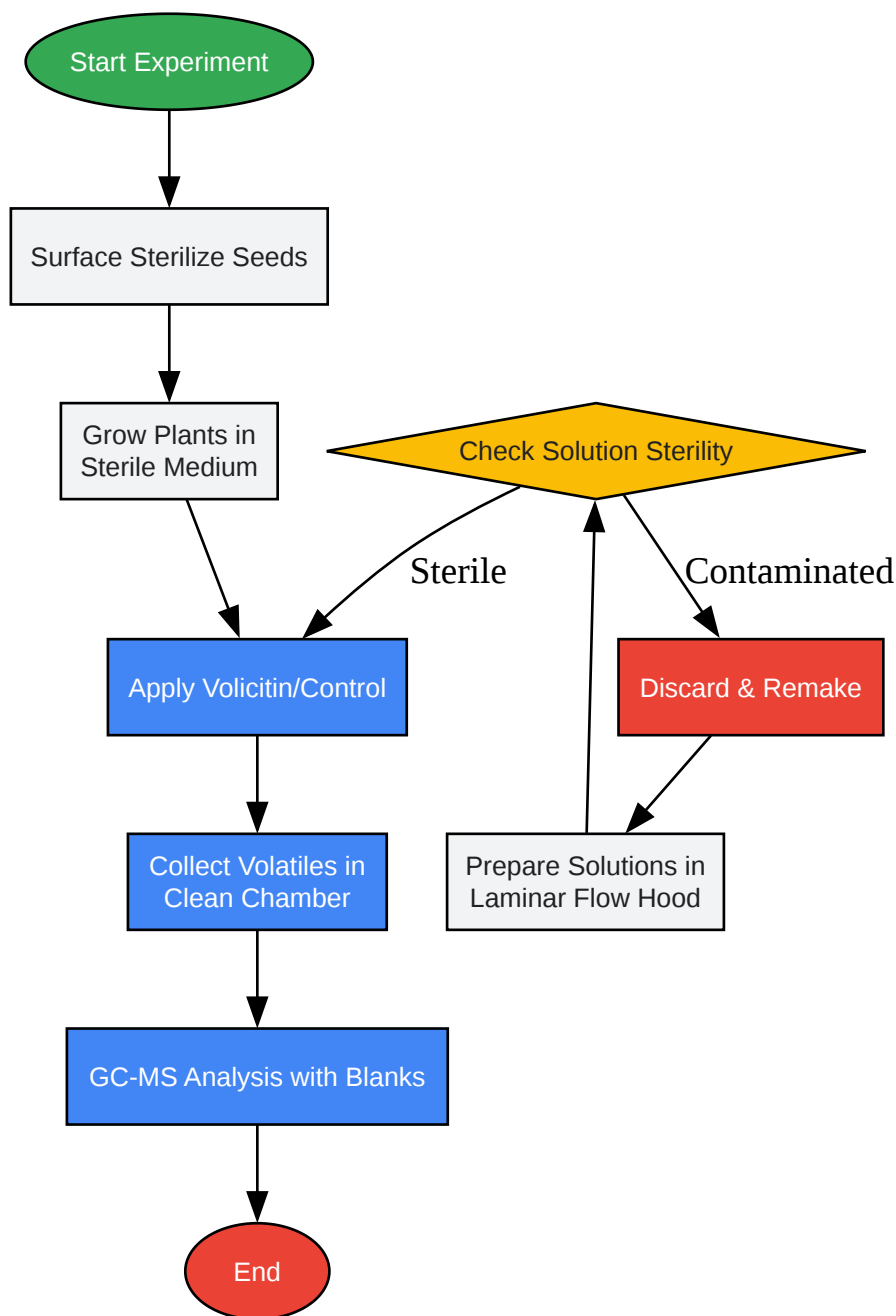 Start Experiment
Surface Sterilize Seeds
Grow Plants in
Sterile Medium
Check Solution Sterility
Sterile
Contaminated
Apply Volicitin/Control
Discard & Remake
Collect Volatiles in
Clean Chamber
Prepare Solutions in
Laminar Flow Hood
GC-MS Analysis with Blanks
End